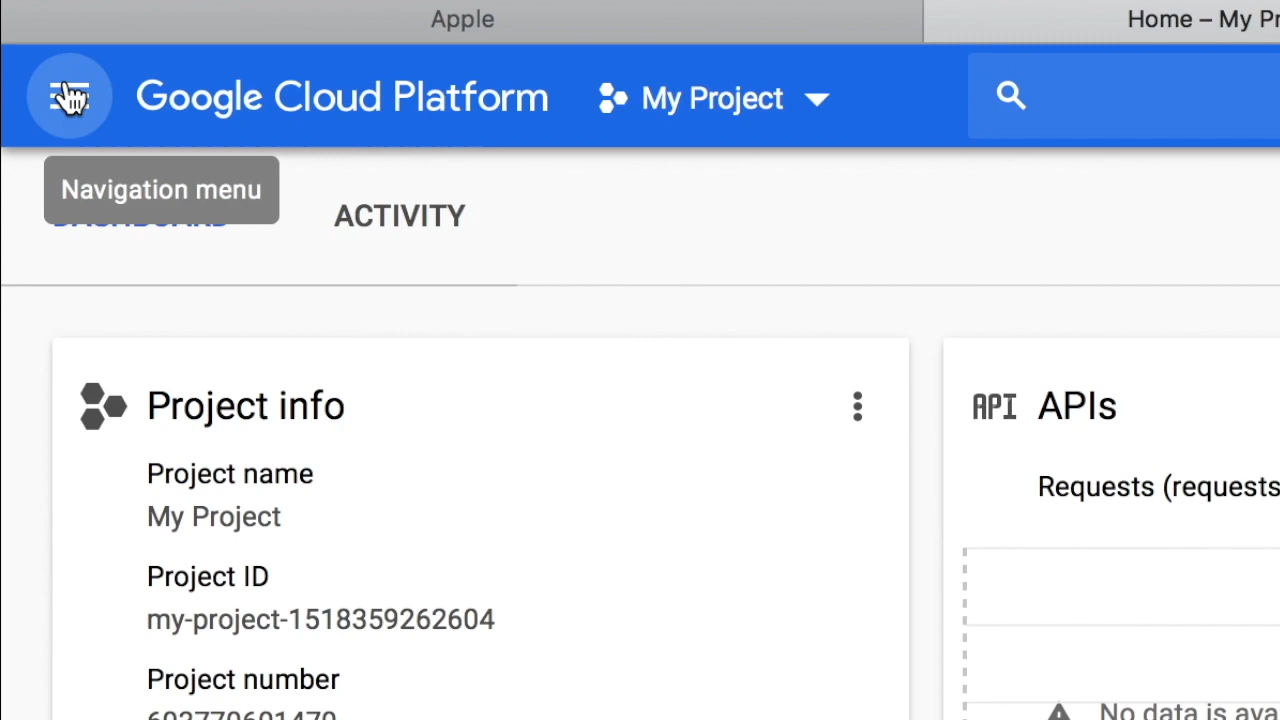 Apple
Home – My Pr
Google Cloud Platform
My Project
Navigation menu
DASHBOARD
ACTIVITY
Project info
API
APIs
Project name
My Project
Requests (requests
Project ID
my-project-1518359262604
Project number
No data is ava